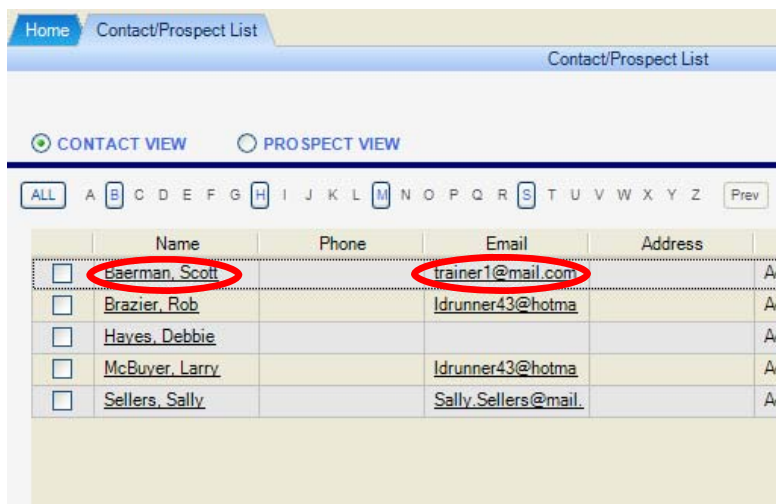 Home Contact/Prospect List
Contact/Prospect List
CONTACT VIEW PROSPECT VIEW
ALL A B C D E F G H I J K L M N O P Q R S T U V W X Y Z Prev
Name Phone Email Address
Baerman, Scott trainer1@mail.com
Brazier, Rob ldrunner43@hotma
Hayes, Debbie
McBuyer, Larry ldrunner43@hotma
Sellers, Sally Sally.Sellers@mail.